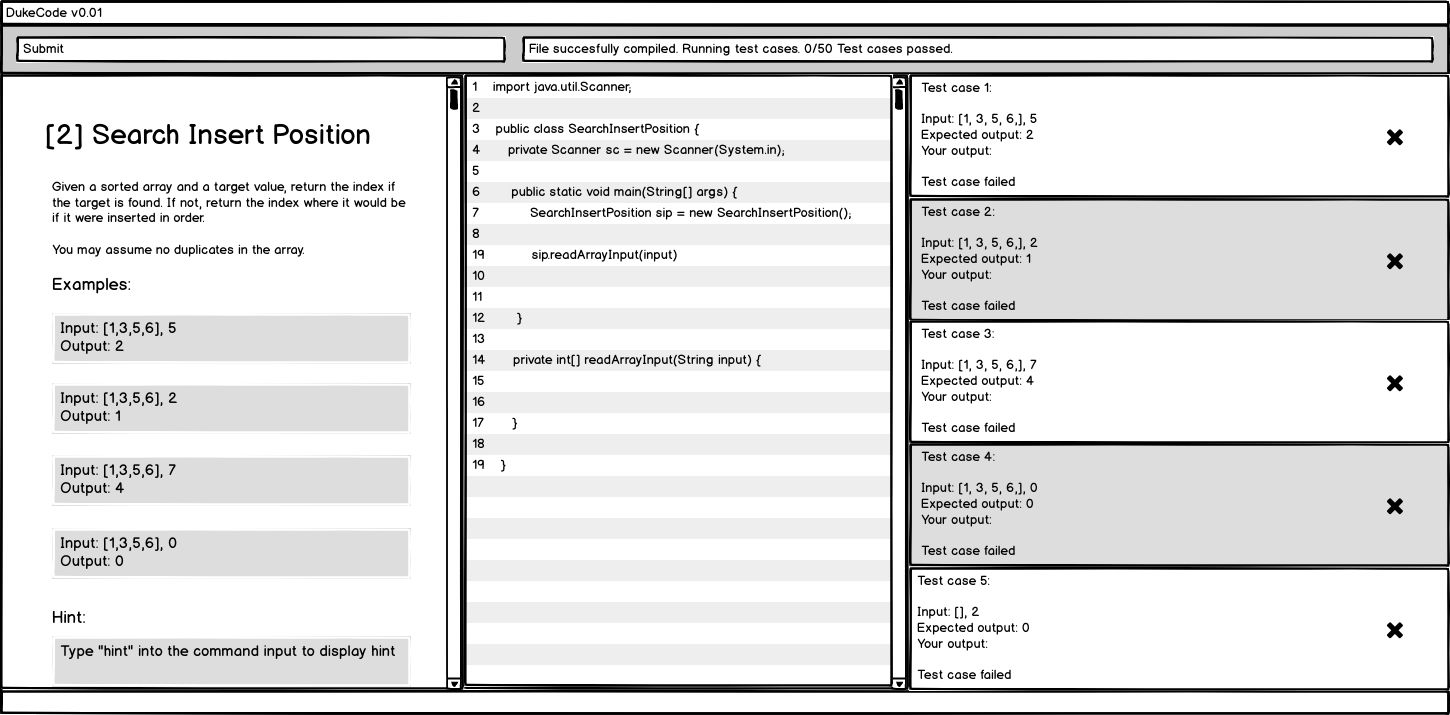 DukeCode v0.01
Submit
File succesfully compiled. Running test cases. 0/50 Test cases passed.
[2] Search Insert Position
Given a sorted array and a target value, return the index if
the target is found. If not, return the index where it would be
if it were inserted in order.
You may assume no duplicates in the array.
Examples:
Input: [1,3,5,6], 5
Output: 2
Input: [1,3,5,6], 2
Output: 1
Input: [1,3,5,6], 7
Output: 4
Input: [1,3,5,6], 0
Output: 0
Hint:
Type "hint" into the command input to display hint
1 import java.util.Scanner;
2
3 public class SearchInsertPosition {
4 private Scanner sc = new Scanner(System.in);
5
6 public static void main(String[] args) {
7 SearchInsertPosition sip = new SearchInsertPosition();
8
19 sip.readArrayInput(input)
10
11
12 }
13
14 private int[] readArrayInput(String input) {
15
16
17 }
18
19 }
Test case 1:
Input: [1, 3, 5, 6,], 5
Expected output: 2
Your output:
Test case failed
Test case 2:
Input: [1, 3, 5, 6,], 2
Expected output: 1
Your output:
Test case failed
Test case 3:
Input: [1, 3, 5, 6,], 7
Expected output: 4
Your output:
Test case failed
Test case 4:
Input: [1, 3, 5, 6,], 0
Expected output: 0
Your output:
Test case failed
Test case 5:
Input: [], 2
Expected output: 0
Your output:
Test case failed